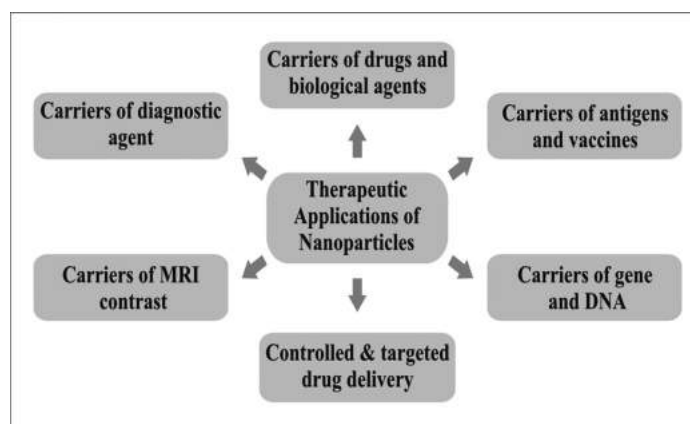 Carriers of drugs and
biological agents
Carriers of diagnostic
agent
Carriers of antigens
and vaccines
Therapeutic
Applications of
Nanoparticles
Carriers of MRI
contrast
Carriers of gene
and DNA
Controlled & targeted
drug delivery